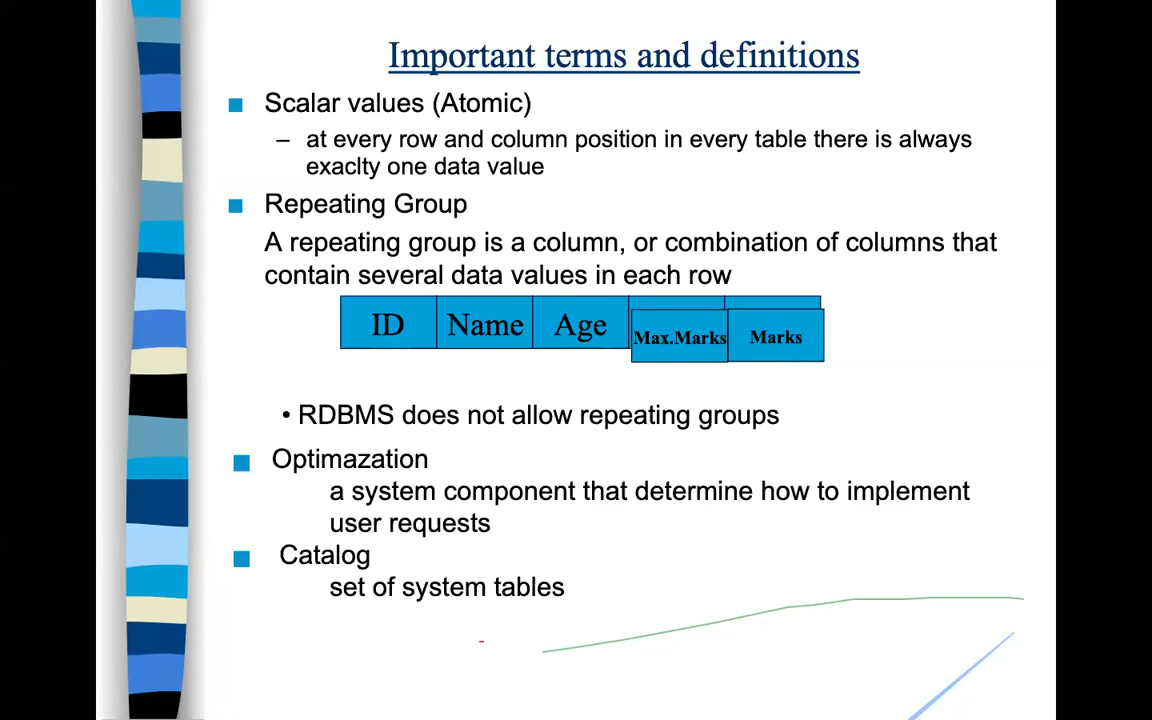 Important terms and definitions
Scalar values (Atomic)
– at every row and column position in every table there is always
exaclty one data value
Repeating Group
A repeating group is a column, or combination of columns that
contain several data values in each row
ID Name Age Max.Marks Marks
• RDBMS does not allow repeating groups
Optimazation
a system component that determine how to implement
user requests
Catalog
set of system tables